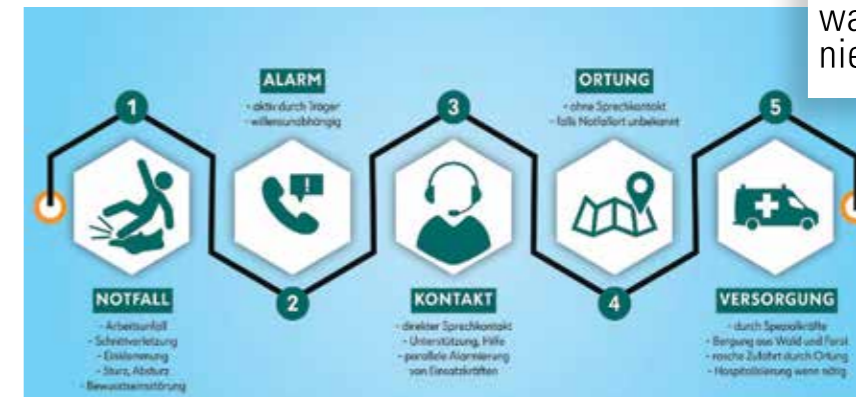 wa
nie
1
NOTFALL
- Arbeitsunfall
- Schnittverletzung
- Einklemmung
- Sturz, Absturz
- Bewusstseinsstörung
ALARM
- aktiv durch Träger
- willensunabhängig
!
2
3
KONTAKT
- direkter Sprechkontakt
- Unterstützung, Hilfe
- parallele Alarmierung
von Einsatzkräften
ORTUNG
- ohne Sprechkontakt
- falls Notfallort unbekannt
4
5
VERSORGUNG
- durch Spezialkräfte
- Bergung aus Wald und Forst
- rasche Zufahrt durch Ortung
- Hospitalisierung wenn nötig